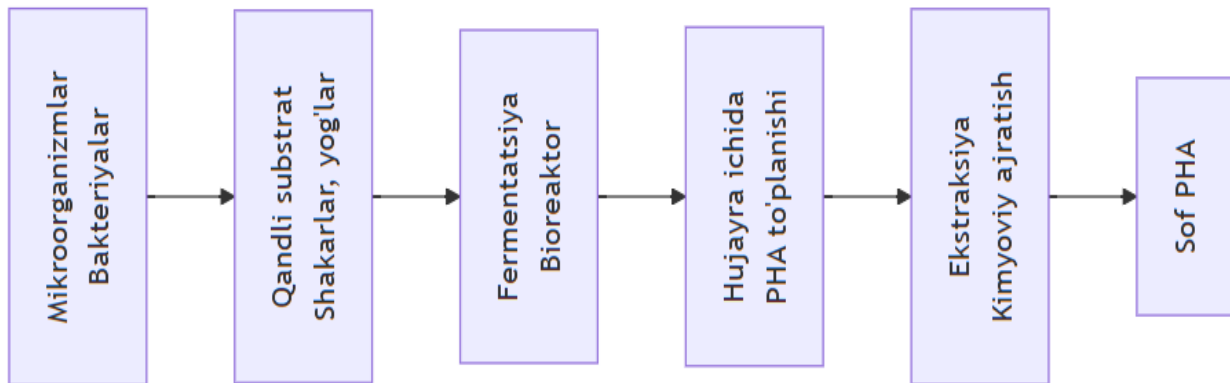 Mikroorganizmlar
Bakteriyalar
Qandli substrat
Shakarlar, yog'lar
Fermentatsiya
Bioreaktor
Hujayra ichida
PHA to'planishi
Ekstraksiya
Kimyoviy ajratish
Sof PHA